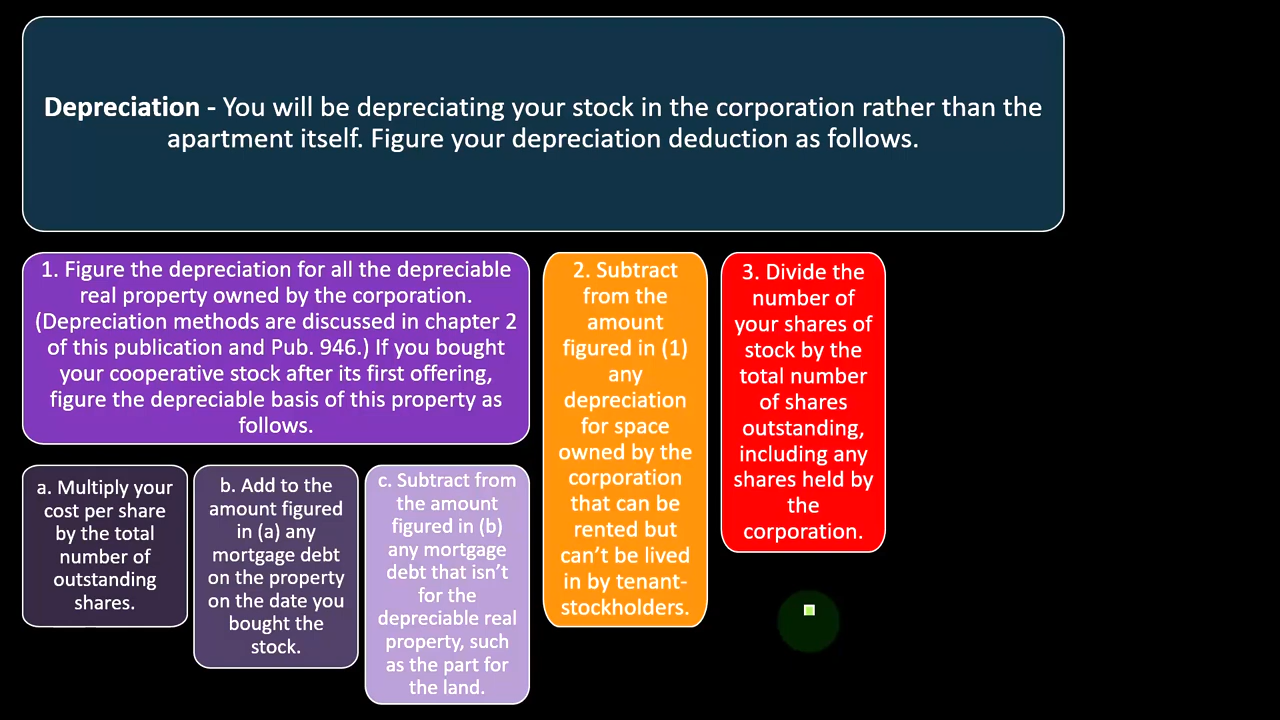 Depreciation - You will be depreciating your stock in the corporation rather than the
apartment itself. Figure your depreciation deduction as follows.
1. Figure the depreciation for all the depreciable
real property owned by the corporation.
(Depreciation methods are discussed in chapter 2
of this publication and Pub. 946.) If you bought
your cooperative stock after its first offering,
figure the depreciable basis of this property as
follows.
a. Multiply your
cost per share
by the total
number of
outstanding
shares.
b. Add to the
amount figured
in (a) any
mortgage debt
on the property
on the date you
bought the
stock.
c. Subtract from
the amount
figured in (b)
any mortgage
debt that isn’t
for the
depreciable real
property, such
as the part for
the land.
2. Subtract
from the
amount
figured in (1)
any
depreciation
for space
owned by the
corporation
that can be
rented but
can’t be lived
in by tenant-
stockholders.
3. Divide the
number of
your shares of
stock by the
total number
of shares
outstanding,
including any
shares held by
the
corporation.